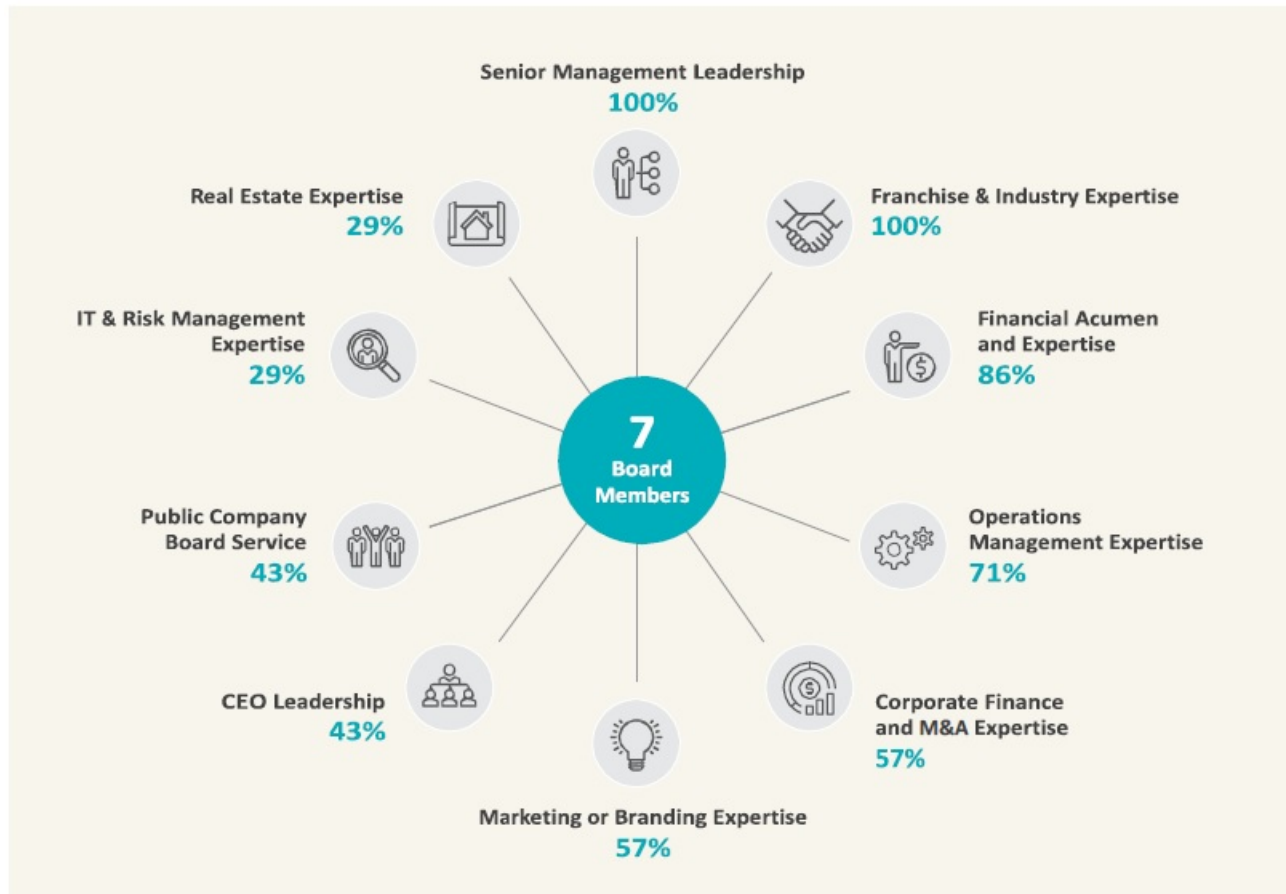 Senior Management Leadership
100%
Real Estate Expertise
29%
Franchise & Industry Expertise
100%
IT & Risk Management
Expertise
29%
Financial Acumen
and Expertise
86%
7
Board
Members
Public Company
Board Service
43%
Operations
Management Expertise
71%
CEO Leadership
43%
Corporate Finance
and M&A Expertise
57%
Marketing or Branding Expertise
57%